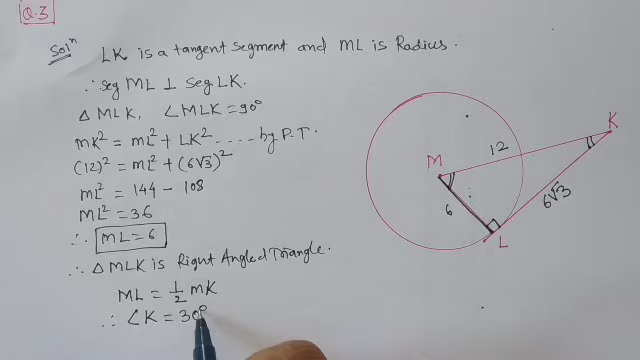 Q.3
Solⁿ LK is a tangent segment and ML is Radius.
∴ seg ML ⊥ seg LK.
△ MLK, ∠MLK = 90°
MK² = ML² + LK² ..... by P.T.
(12)² = ML² + (6√3)²
ML² = 144 - 108
ML² = 36
∴ ML = 6
∴ △ MLK is Right Angled Triangle.
ML = 1/2 MK
∴ ∠K = 30°
K
12
M
6
6√3
L